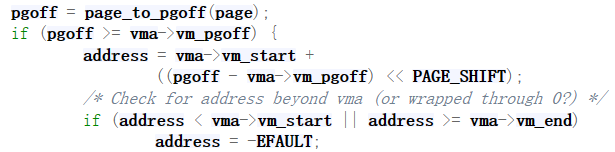 pgoff = page_to_pgoff(page);
if (pgoff >= vma->vm_pgoff) {
address = vma->vm_start +
((pgoff - vma->vm_pgoff) << PAGE_SHIFT);
/* Check for address beyond vma (or wrapped through 0?) */
if (address < vma->vm_start || address >= vma->vm_end)
address = -EFAULT;